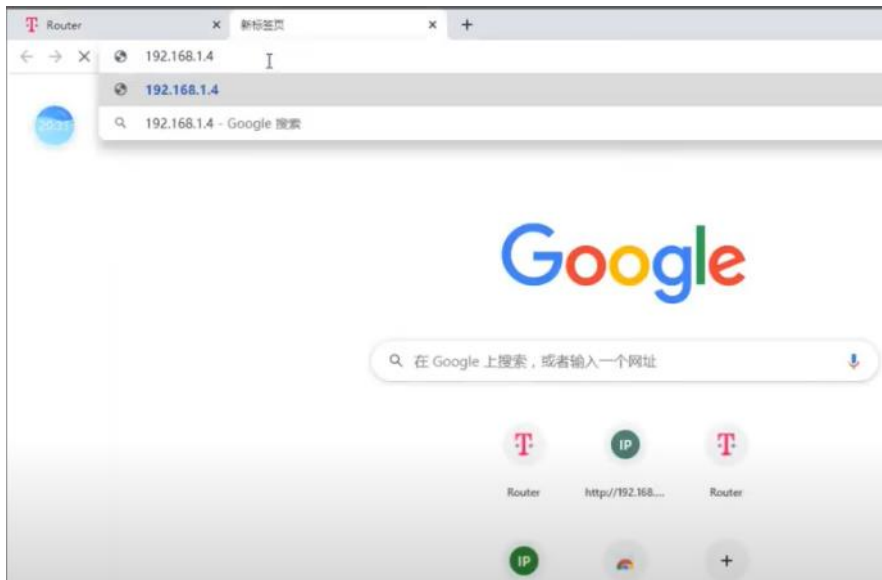 Router
新标签页
192.168.1.4
192.168.1.4
192.168.1.4 - Google 搜索
Google
在 Google 上搜索，或者输入一个网址
T
IP
T
Router
http://192.168....
Router
IP